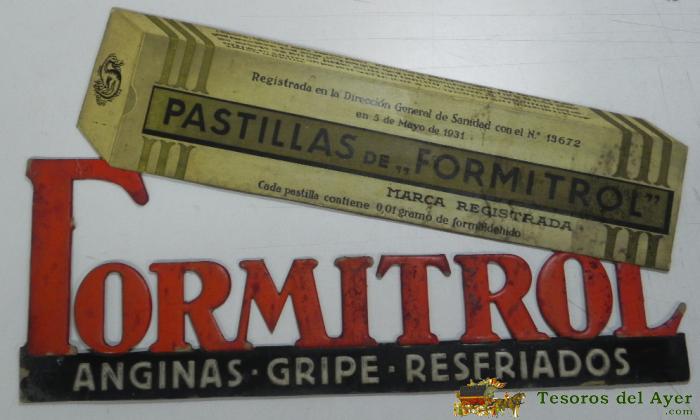 Registrada en la Dirección General de Sanidad con el N.º 13672
en 5 de Mayo de 1931
PASTILLAS DE „FORMITROL”
MARCA REGISTRADA
Cada pastilla contiene 0,01 gramo de formaldehido
FORMITROL
ANGINAS · GRIPE · RESFRIADOS
Tesoros del Ayer
.com